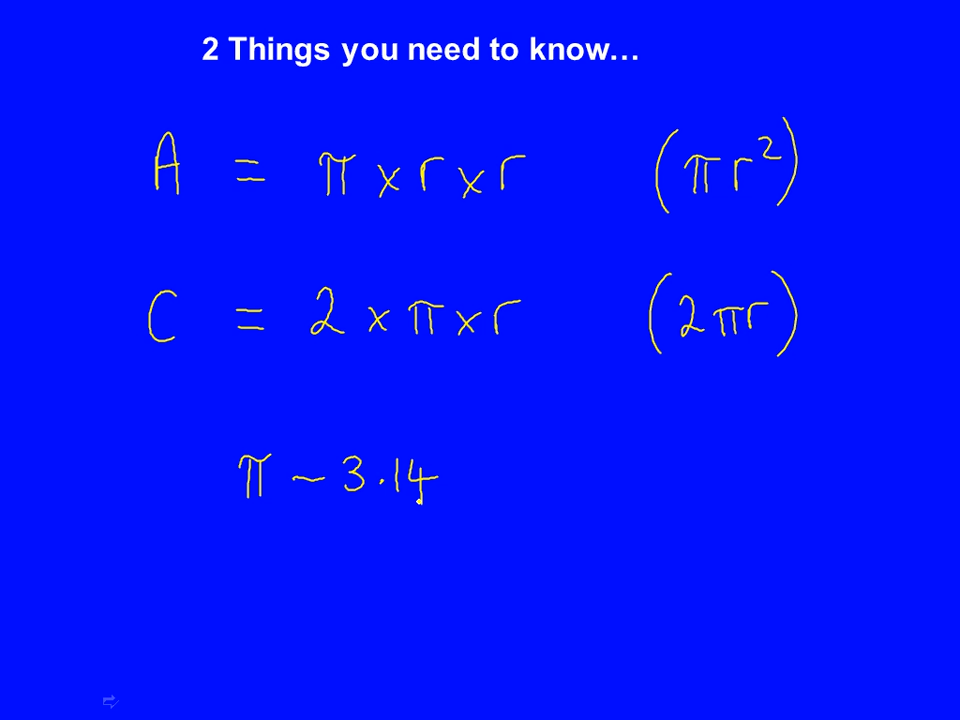 2 Things you need to know…
A = π x r x r (πr²)
C = 2 x π x r (2πr)
π ~ 3.14